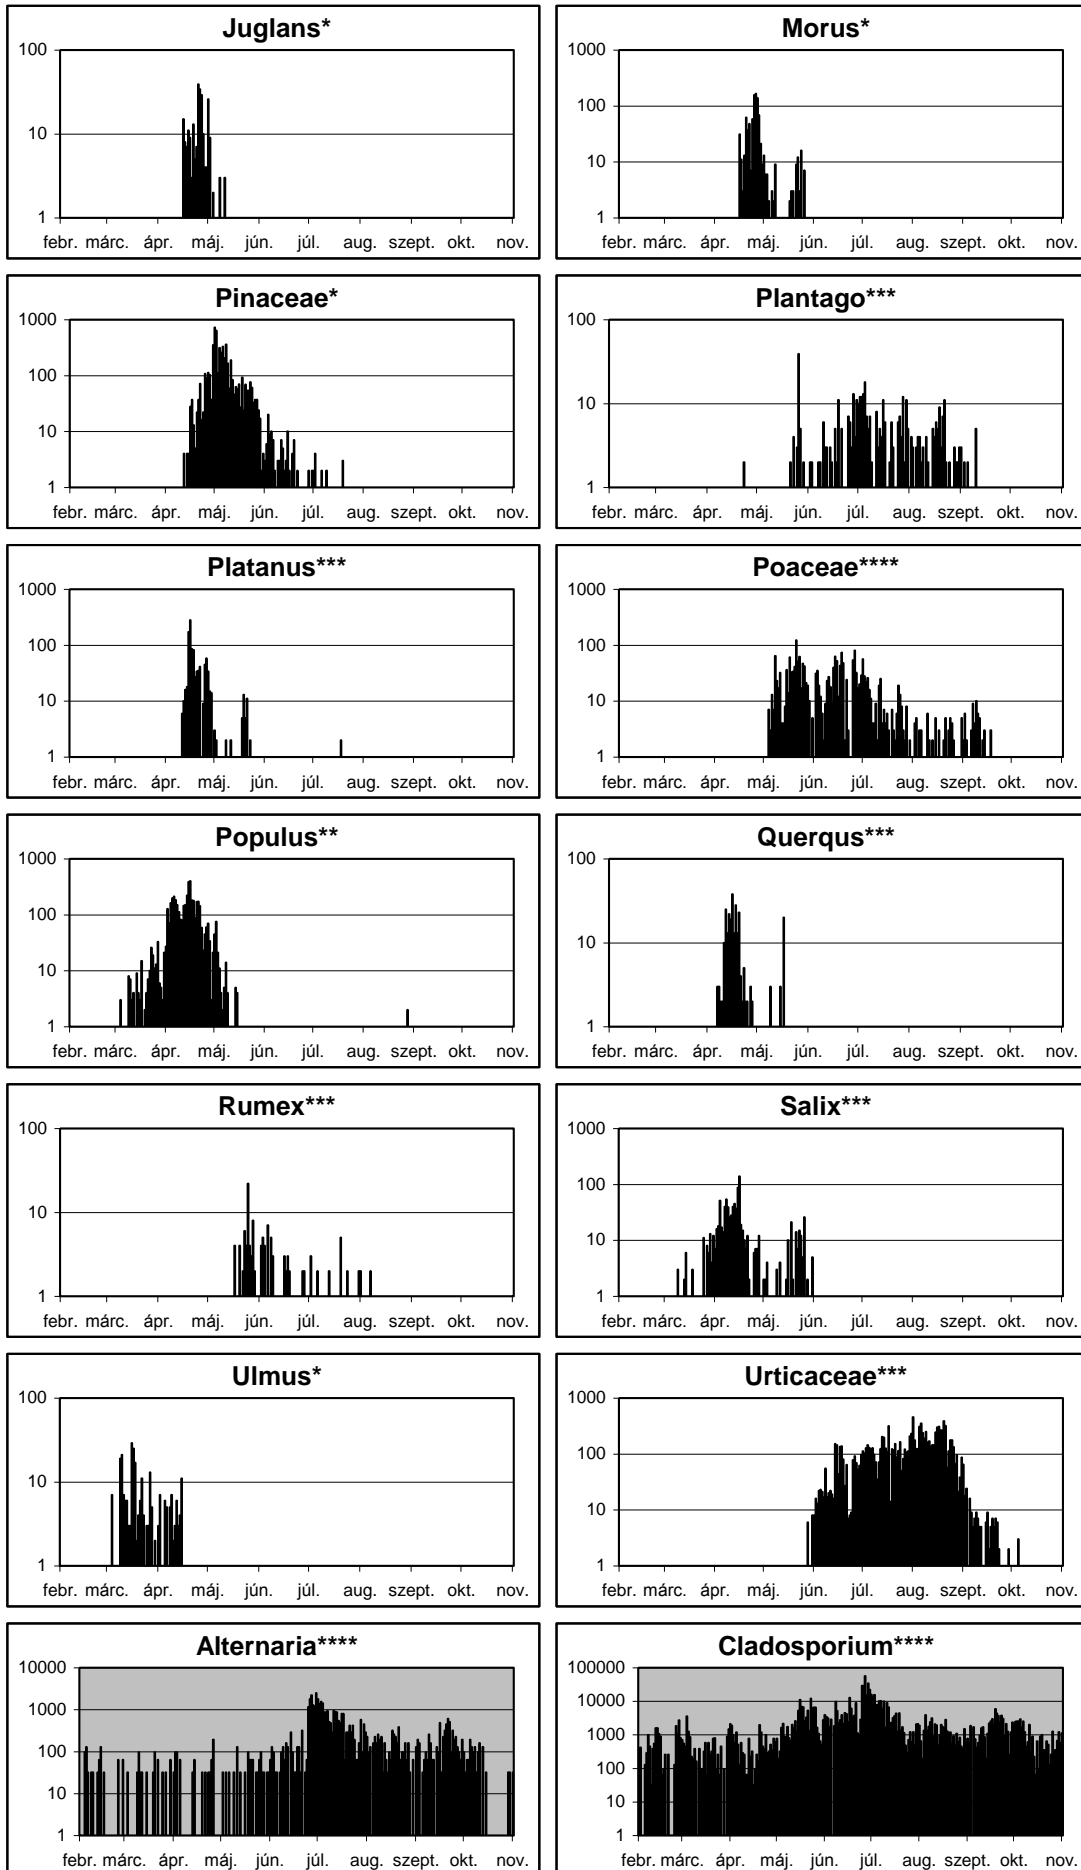 Juglans*
100
10
1
febr. márc. ápr. máj. jún. júl. aug. szept. okt. nov.
Morus*
1000
100
10
1
febr. márc. ápr. máj. jún. júl. aug. szept. okt. nov.
Pinaceae*
1000
100
10
1
febr. márc. ápr. máj. jún. júl. aug. szept. okt. nov.
Plantago***
100
10
1
febr. márc. ápr. máj. jún. júl. aug. szept. okt. nov.
Platanus***
1000
100
10
1
febr. márc. ápr. máj. jún. júl. aug. szept. okt. nov.
Poaceae****
1000
100
10
1
febr. márc. ápr. máj. jún. júl. aug. szept. okt. nov.
Populus**
1000
100
10
1
febr. márc. ápr. máj. jún. júl. aug. szept. okt. nov.
Querqus***
100
10
1
febr. márc. ápr. máj. jún. júl. aug. szept. okt. nov.
Rumex***
100
10
1
febr. márc. ápr. máj. jún. júl. aug. szept. okt. nov.
Salix***
1000
100
10
1
febr. márc. ápr. máj. jún. júl. aug. szept. okt. nov.
Ulmus*
100
10
1
febr. márc. ápr. máj. jún. júl. aug. szept. okt. nov.
Urticaceae***
1000
100
10
1
febr. márc. ápr. máj. jún. júl. aug. szept. okt. nov.
Alternaria****
10000
1000
100
10
1
febr. márc. ápr. máj. jún. júl. aug. szept. okt. nov.
Cladosporium****
100000
10000
1000
100
10
1
febr. márc. ápr. máj. jún. júl. aug. szept. okt. nov.